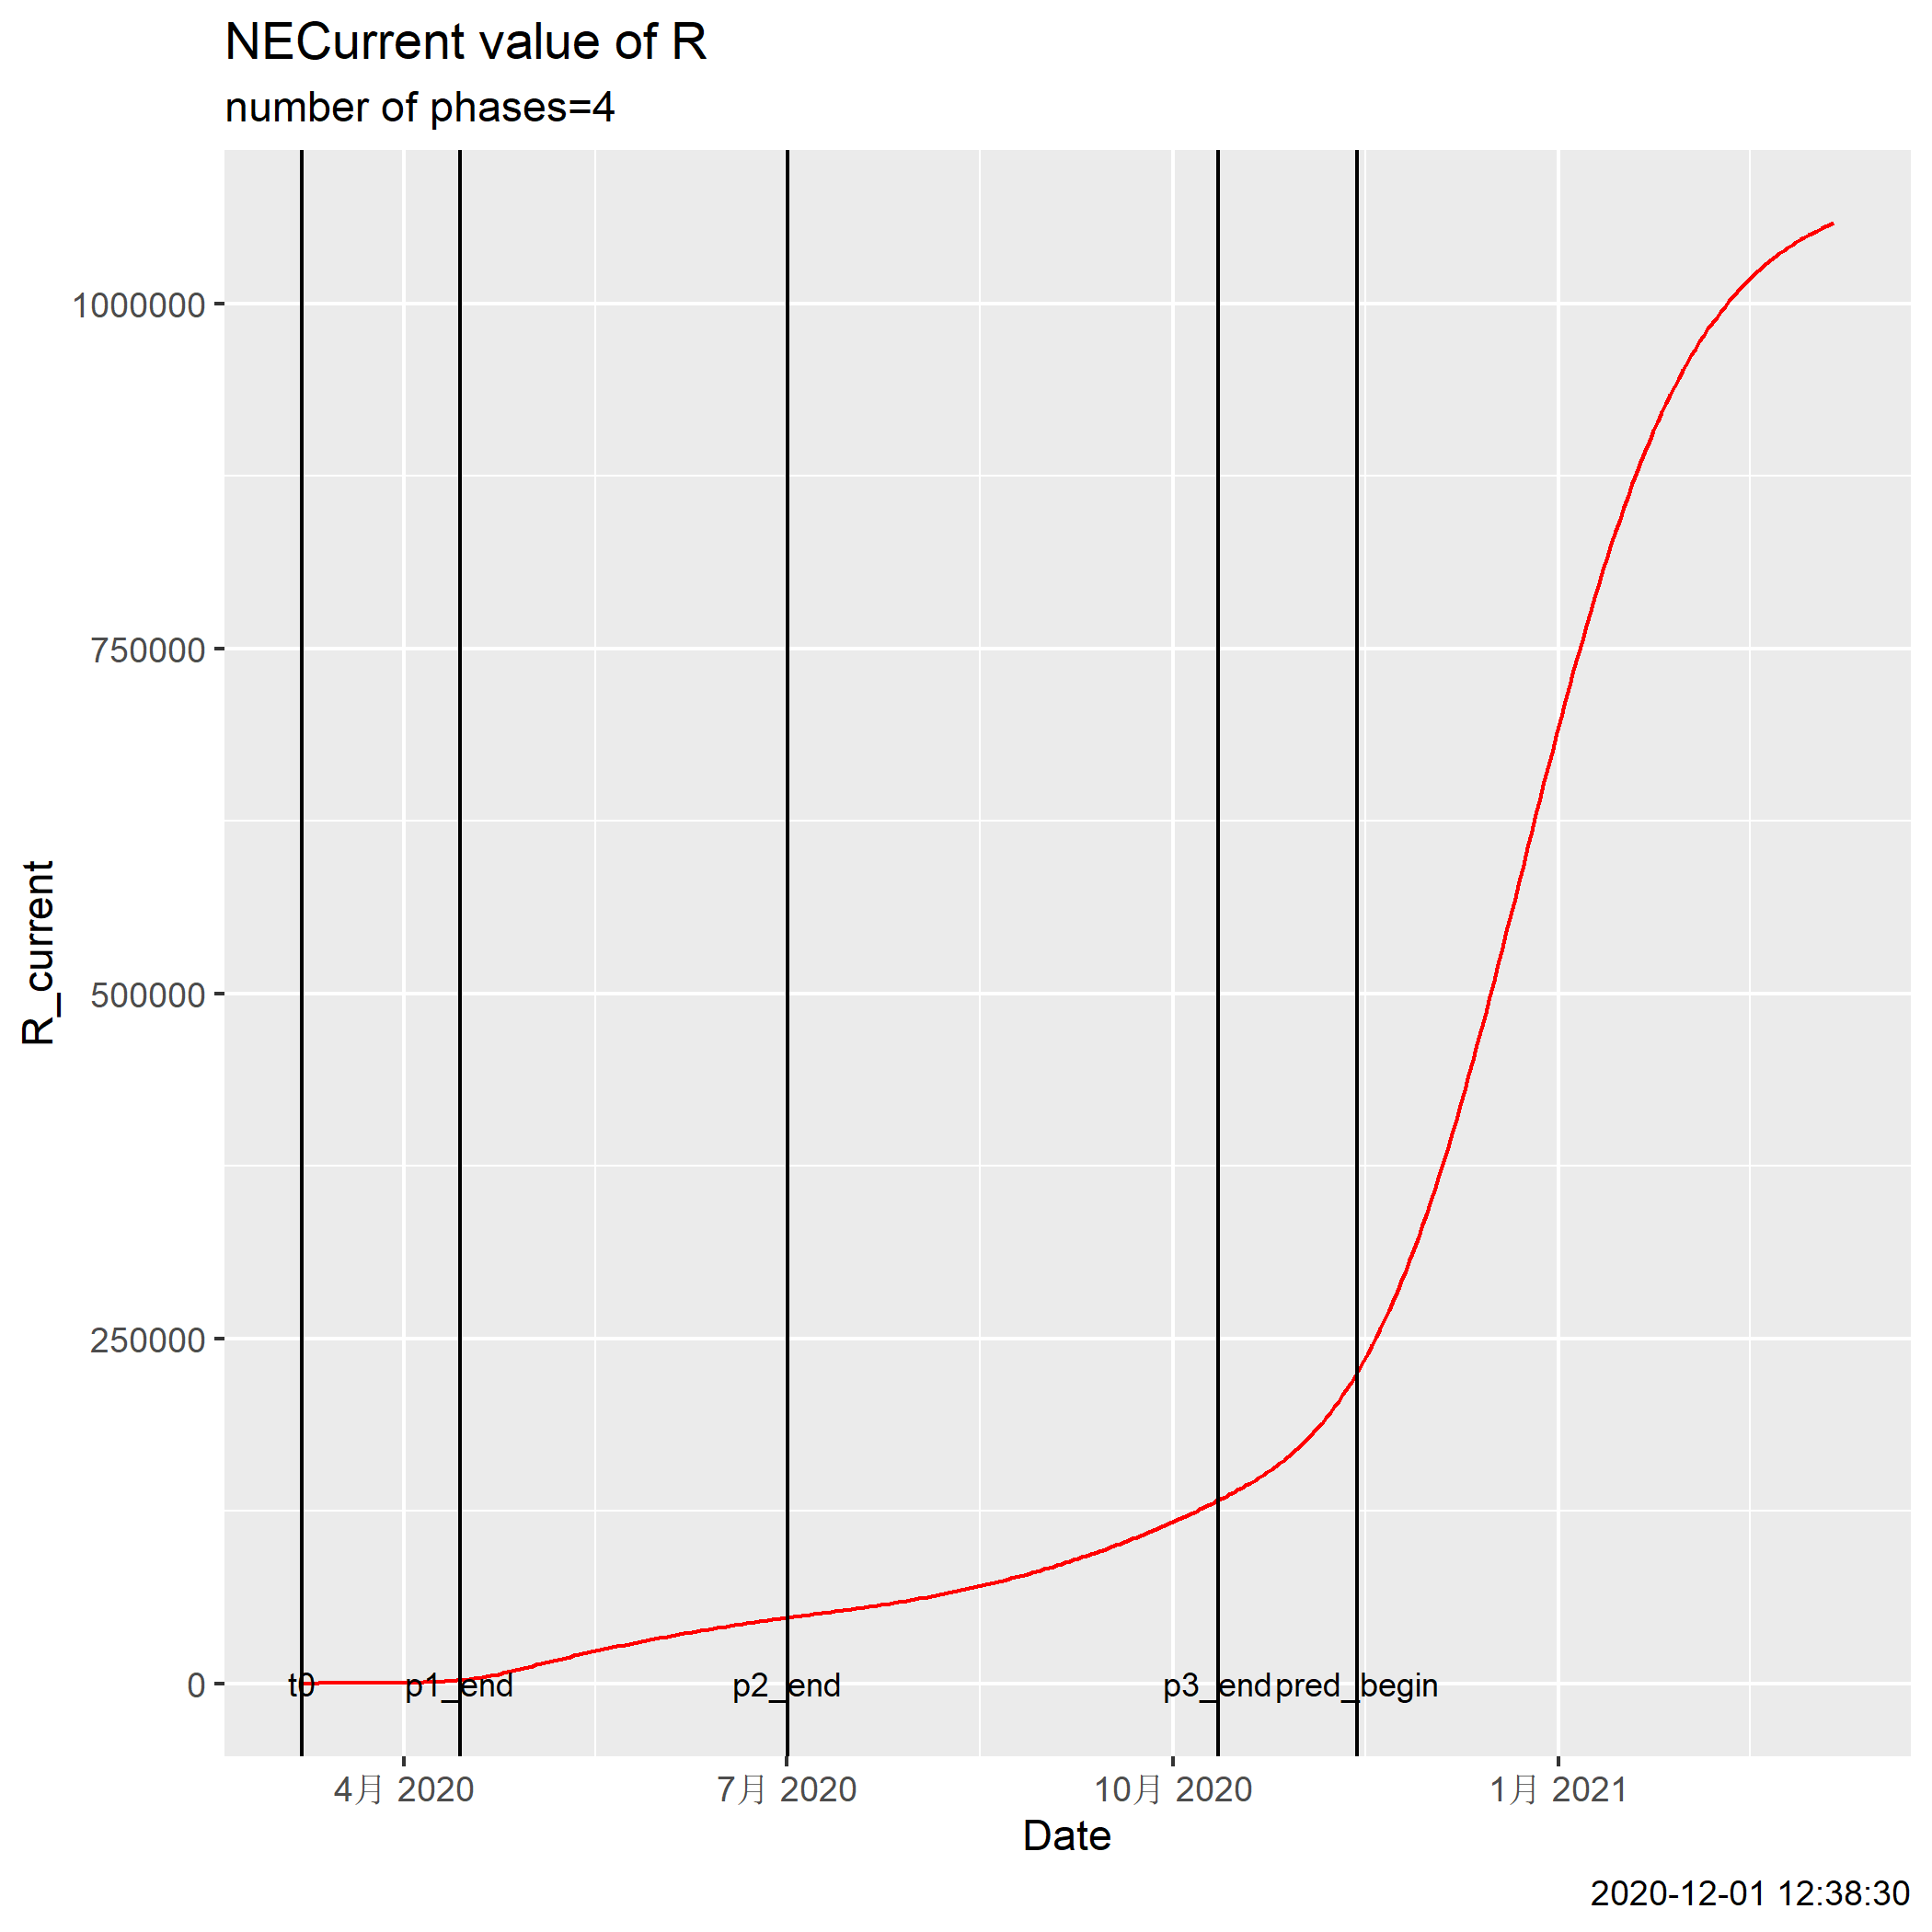 NECurrent value of R
number of phases=4
R_current
1000000
750000
500000
250000
0
t0
p1_end
p2_end
p3_end
pred_begin
4月 2020
7月 2020
10月 2020
1月 2021
Date
2020-12-01 12:38:30